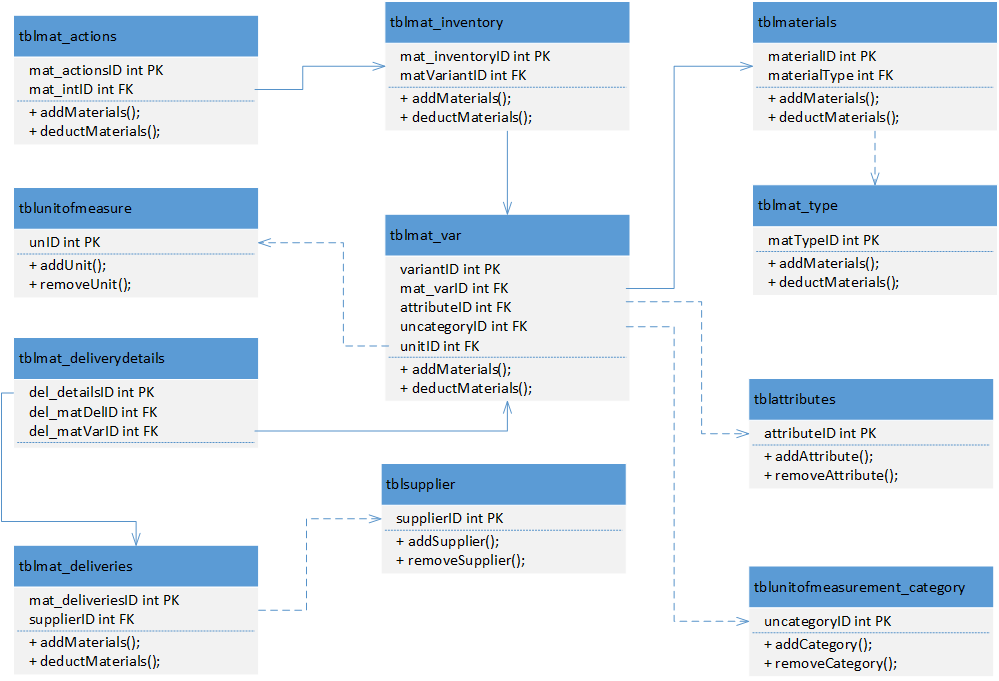 tblmat_actions
mat_actionsID int PK
mat_intID int FK
+ addMaterials();
+ deductMaterials();
tblmat_inventory
mat_inventoryID int PK
matVariantID int FK
+ addMaterials();
+ deductMaterials();
tblmaterials
materialID int PK
materialType int FK
+ addMaterials();
+ deductMaterials();
tblunitofmeasure
unID int PK
+ addUnit();
+ removeUnit();
tblmat_var
variantID int PK
mat_varID int FK
attributeID int FK
uncategoryID int FK
unitID int FK
+ addMaterials();
+ deductMaterials();
tblmat_type
matTypeID int PK
+ addMaterials();
+ deductMaterials();
tblmat_deliverydetails
del_detailsID int PK
del_matDelID int FK
del_matVarID int FK
tblattributes
attributeID int PK
+ addAttribute();
+ removeAttribute();
tblsupplier
supplierID int PK
+ addSupplier();
+ removeSupplier();
tblmat_deliveries
mat_deliveriesID int PK
supplierID int FK
+ addMaterials();
+ deductMaterials();
tblunitofmeasurement_category
uncategoryID int PK
+ addCategory();
+ removeCategory();